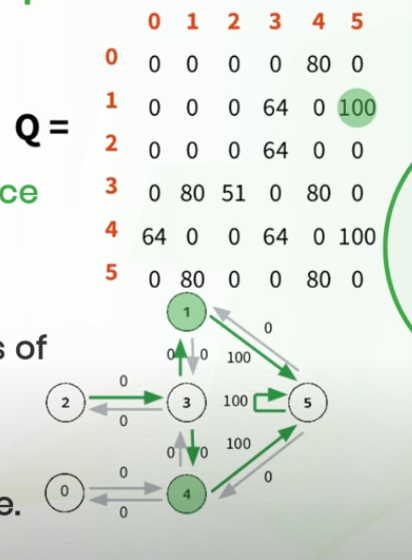 0 1 2 3 4 5
0 0 0 0 0 80 0
1 0 0 0 64 0 100
Q =
2 0 0 0 64 0 0
ce
3 0 80 51 0 80 0
4 64 0 0 64 0 100
5 0 80 0 0 80 0
1
0
s of
0 0 100
0
2 3 100 5
0
100
0 0
0
4 0
0
e.
0